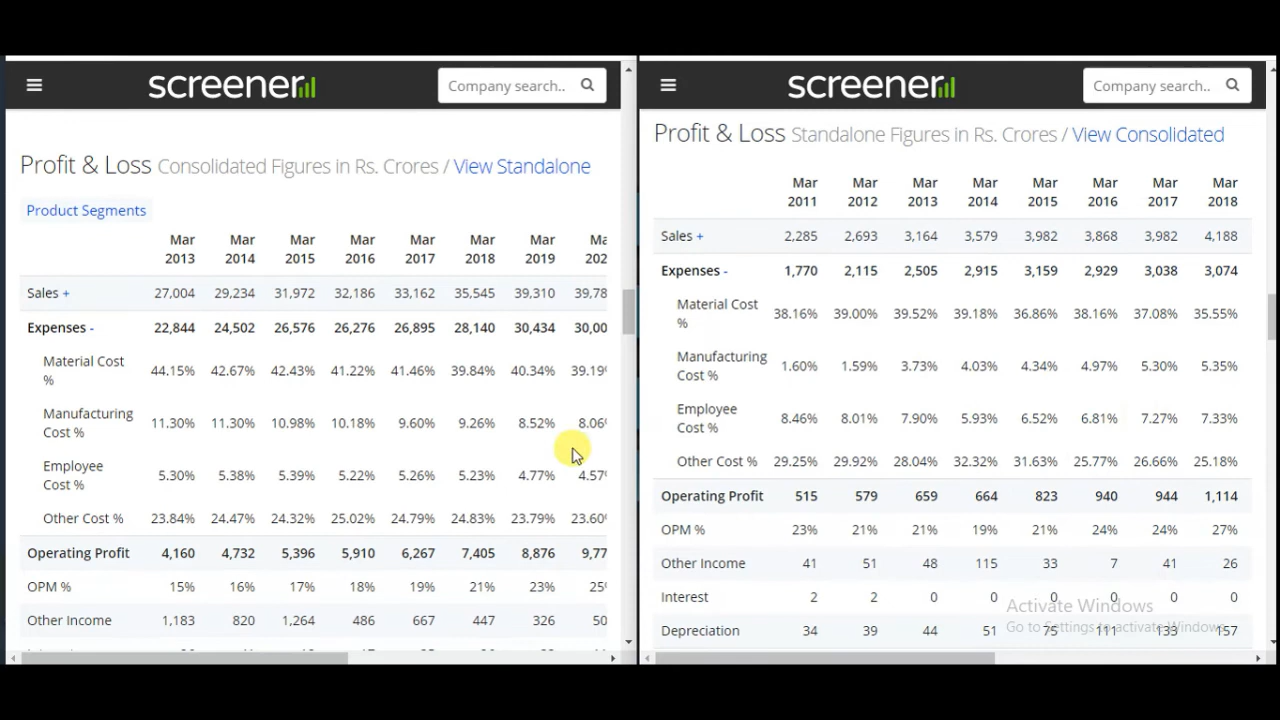 screener
Company search..
Profit & Loss Consolidated Figures in Rs. Crores / View Standalone
Product Segments
Mar Mar Mar Mar Mar Mar Mar
2013 2014 2015 2016 2017 2018 2019
Sales + 27,004 29,234 31,972 32,186 33,162 35,545 39,310 39,78
Expenses - 22,844 24,502 26,576 26,276 26,895 28,140 30,434 30,00
Material Cost
% 44.15% 42.67% 42.43% 41.22% 41.46% 39.84% 40.34% 39.19%
Manufacturing
Cost % 11.30% 11.30% 10.98% 10.18% 9.60% 9.26% 8.52% 8.06%
Employee
Cost % 5.30% 5.38% 5.39% 5.22% 5.26% 5.23% 4.77% 4.57%
Other Cost % 23.84% 24.47% 24.32% 25.02% 24.79% 24.83% 23.79% 23.60%
Operating Profit 4,160 4,732 5,396 5,910 6,267 7,405 8,876 9,77
OPM % 15% 16% 17% 18% 19% 21% 23% 25%
Other Income 1,183 820 1,264 486 667 447 326 50
screener
Company search..
Profit & Loss Standalone Figures in Rs. Crores / View Consolidated
Mar Mar Mar Mar Mar Mar Mar Mar
2011 2012 2013 2014 2015 2016 2017 2018
Sales + 2,285 2,693 3,164 3,579 3,982 3,868 3,982 4,188
Expenses - 1,770 2,115 2,505 2,915 3,159 2,929 3,038 3,074
Material Cost
% 38.16% 39.00% 39.52% 39.18% 36.86% 38.16% 37.08% 35.55%
Manufacturing
Cost % 1.60% 1.59% 3.73% 4.03% 4.34% 4.97% 5.30% 5.35%
Employee
Cost % 8.46% 8.01% 7.90% 5.93% 6.52% 6.81% 7.27% 7.33%
Other Cost % 29.25% 29.92% 28.04% 32.32% 31.63% 25.77% 26.66% 25.18%
Operating Profit 515 579 659 664 823 940 944 1,114
OPM % 23% 21% 21% 19% 21% 24% 24% 27%
Other Income 41 51 48 115 33 7 41 26
Interest 2 2 0 0 0 0 0 0
Depreciation 34 39 44 51 75 111 133 157
Activate Windows
Go to Settings to activate Windows.